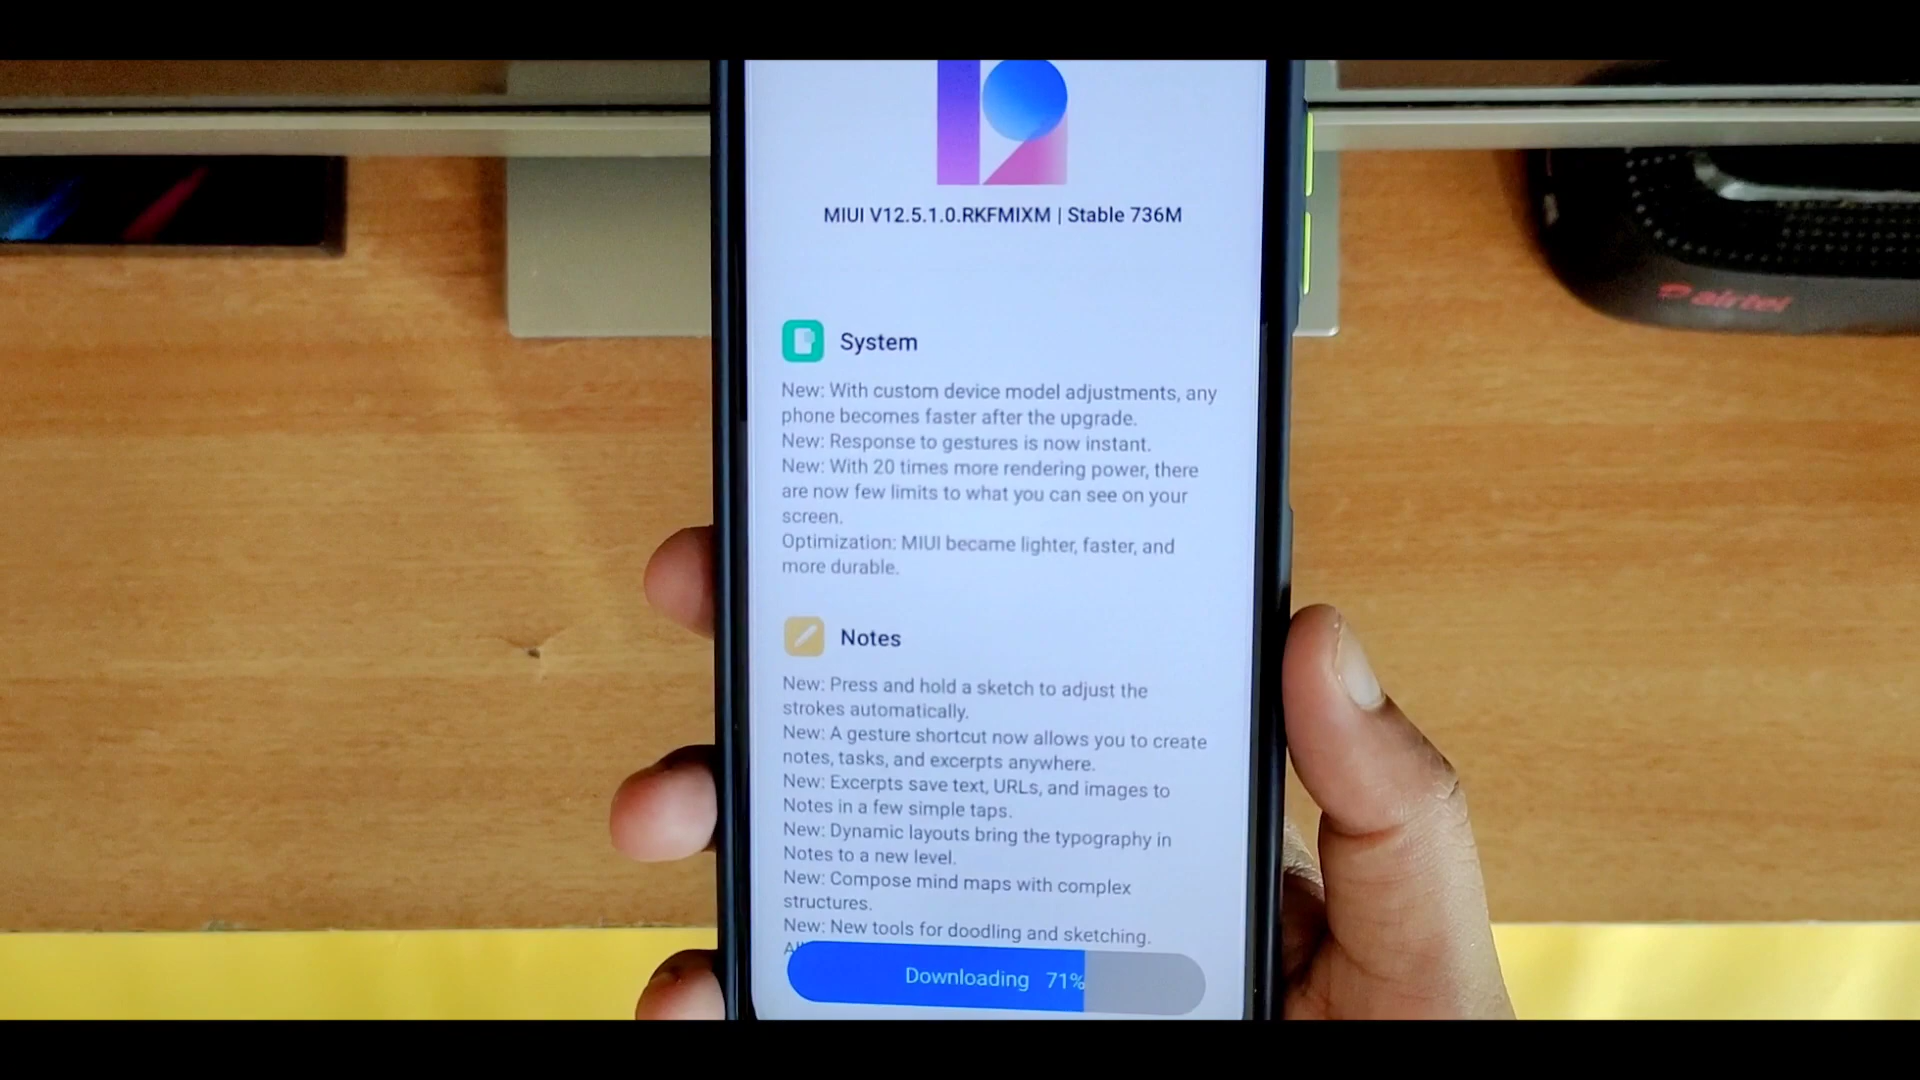 MIUI V12.5.1.0.RKFMIXM | Stable 736M
airtel
System
New: With custom device model adjustments, any
phone becomes faster after the upgrade.
New: Response to gestures is now instant.
New: With 20 times more rendering power, there
are now few limits to what you can see on your
screen.
Optimization: MIUI became lighter, faster, and
more durable.
Notes
New: Press and hold a sketch to adjust the
strokes automatically.
New: A gesture shortcut now allows you to create
notes, tasks, and excerpts anywhere.
New: Excerpts save text, URLs, and images to
Notes in a few simple taps.
New: Dynamic layouts bring the typography in
Notes to a new level.
New: Compose mind maps with complex
structures.
New: New tools for doodling and sketching.
Downloading 71%